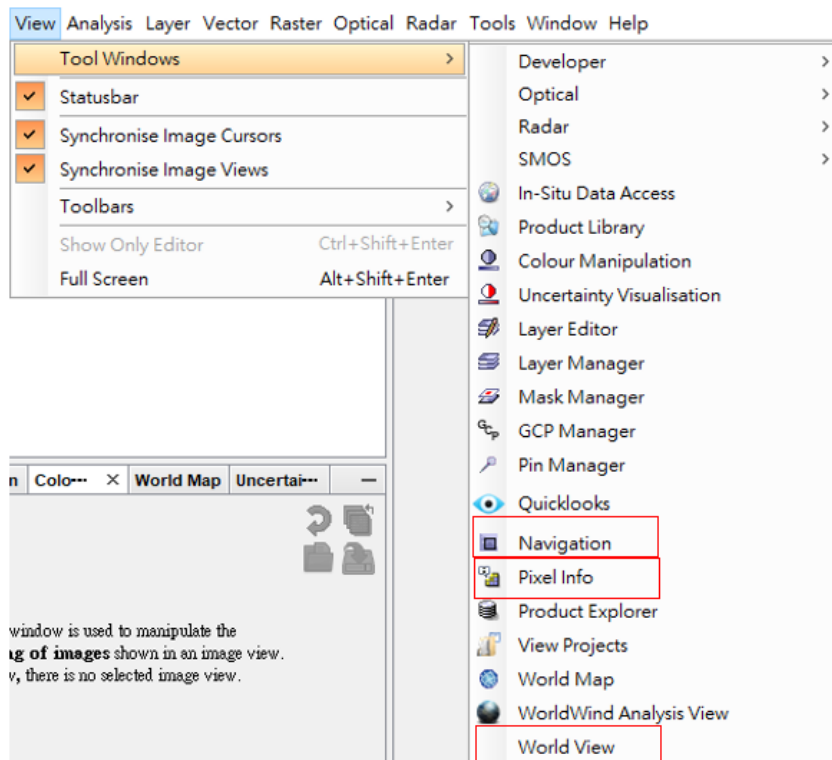 View Analysis Layer Vector Raster Optical Radar Tools Window Help
Tool Windows
Statusbar
Synchronise Image Cursors
Synchronise Image Views
Toolbars
Show Only Editor Ctrl+Shift+Enter
Full Screen Alt+Shift+Enter
Developer
Optical
Radar
SMOS
In-Situ Data Access
Product Library
Colour Manipulation
Uncertainty Visualisation
Layer Editor
Layer Manager
Mask Manager
GCP Manager
Pin Manager
Quicklooks
Navigation
Pixel Info
Product Explorer
View Projects
World Map
WorldWind Analysis View
World View
n Colo··· × World Map Uncertai···
window is used to manipulate the
ng of images shown in an image view.
w, there is no selected image view.